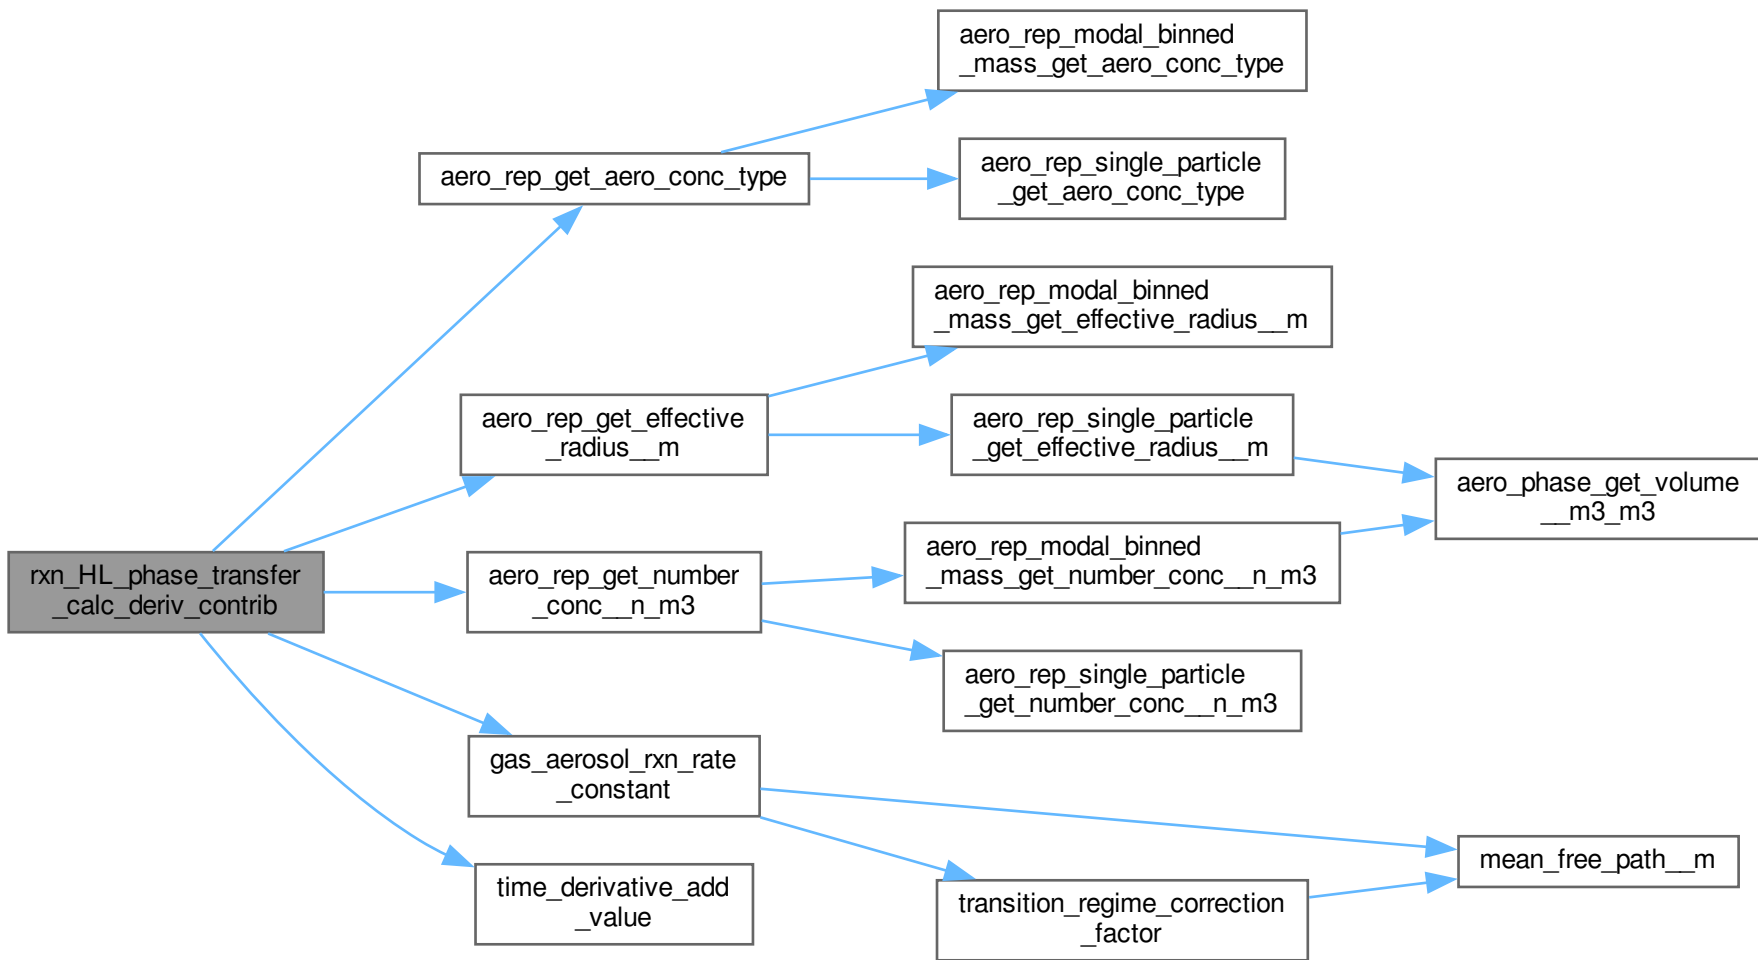 aero_rep_modal_binned
_mass_get_aero_conc_type
aero_rep_get_aero_conc_type
aero_rep_single_particle
_get_aero_conc_type
aero_rep_modal_binned
_mass_get_effective_radius__m
aero_rep_get_effective
_radius__m
aero_rep_single_particle
_get_effective_radius__m
aero_phase_get_volume
__m3_m3
rxn_HL_phase_transfer
_calc_deriv_contrib
aero_rep_get_number
_conc__n_m3
aero_rep_modal_binned
_mass_get_number_conc__n_m3
aero_rep_single_particle
_get_number_conc__n_m3
gas_aerosol_rxn_rate
_constant
mean_free_path__m
time_derivative_add
_value
transition_regime_correction
_factor